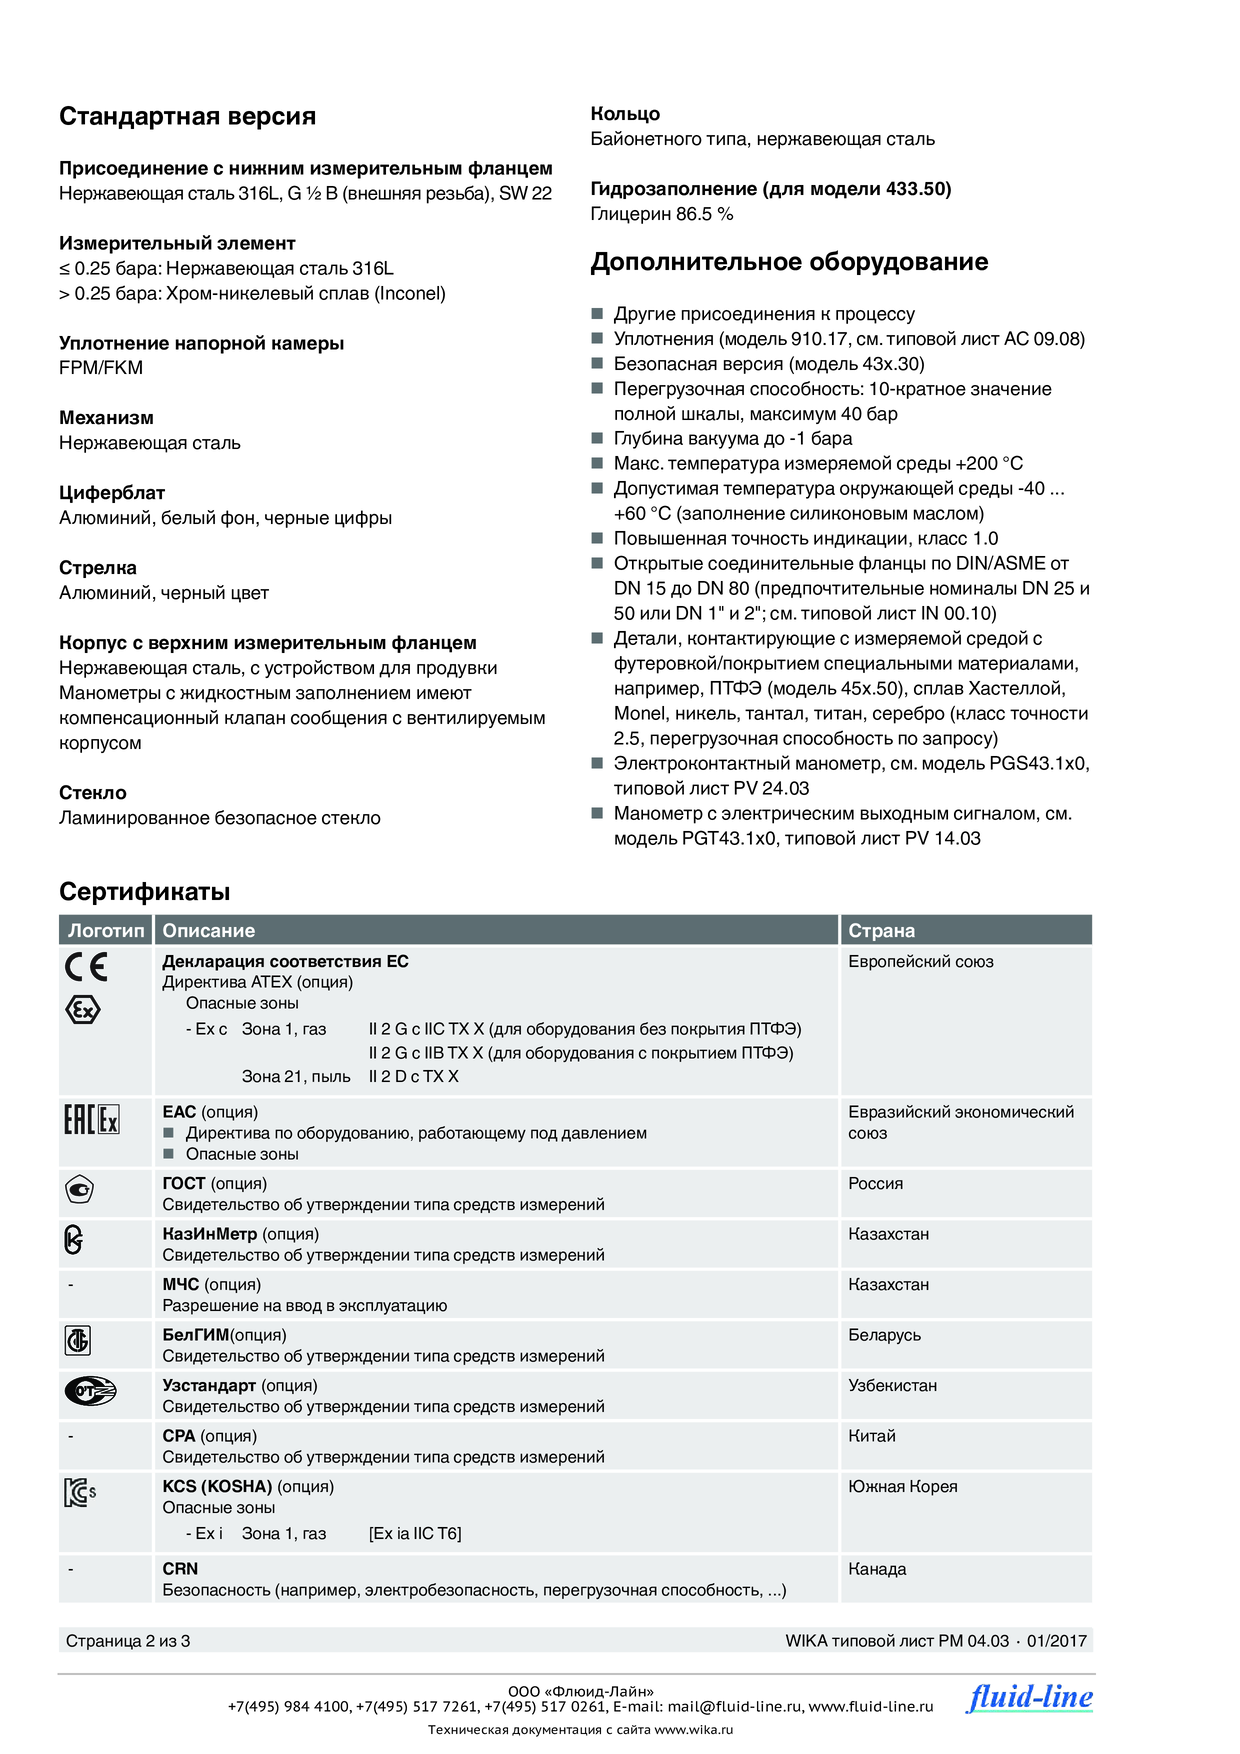 Стандартная версия
Присоединение с нижним измерительным фланцем
Нержавеющая сталь 316L, G ½ B (внешняя резьба), SW 22
Измерительный элемент
≤ 0.25 бара: Нержавеющая сталь 316L
> 0.25 бара: Хром-никелевый сплав (Inconel)
Уплотнение напорной камеры
FPM/FKM
Механизм
Нержавеющая сталь
Циферблат
Алюминий, белый фон, черные цифры
Стрелка
Алюминий, черный цвет
Корпус с верхним измерительным фланцем
Нержавеющая сталь, с устройством для продувки
Манометры с жидкостным заполнением имеют
компенсационный клапан сообщения с вентилируемым
корпусом
Стекло
Ламинированное безопасное стекло
Кольцо
Байонетного типа, нержавеющая сталь
Гидрозаполнение (для модели 433.50)
Глицерин 86.5 %
Дополнительное оборудование
■ Другие присоединения к процессу
■ Уплотнения (модель 910.17, см. типовой лист AC 09.08)
■ Безопасная версия (модель 43x.30)
■ Перегрузочная способность: 10-кратное значение
полной шкалы, максимум 40 бар
■ Глубина вакуума до -1 бара
■ Макс. температура измеряемой среды +200 °C
■ Допустимая температура окружающей среды -40 ...
+60 °C (заполнение силиконовым маслом)
■ Повышенная точность индикации, класс 1.0
■ Открытые соединительные фланцы по DIN/ASME от
DN 15 до DN 80 (предпочтительные номиналы DN 25 и
50 или DN 1" и 2"; см. типовой лист IN 00.10)
■ Детали, контактирующие с измеряемой средой с
футеровкой/покрытием специальными материалами,
например, ПТФЭ (модель 45x.50), сплав Хастеллой,
Monel, никель, тантал, титан, серебро (класс точности
2.5, перегрузочная способность по запросу)
■ Электроконтактный манометр, см. модель PGS43.1x0,
типовой лист PV 24.03
■ Манометр с электрическим выходным сигналом, см.
модель PGT43.1x0, типовой лист PV 14.03
Сертификаты
Логотип Описание Страна
CE Декларация соответствия ЕС Европейский союз
Директива ATEX (опция)
Ex Опасные зоны
- Ex c Зона 1, газ II 2 G c IIC TX X (для оборудования без покрытия ПТФЭ)
II 2 G c IIB TX X (для оборудования с покрытием ПТФЭ)
Зона 21, пыль II 2 D c TX X
EAC Ex ЕАС (опция) Евразийский экономический
■ Директива по оборудованию, работающему под давлением союз
■ Опасные зоны
ГОСТ (опция) Россия
Свидетельство об утверждении типа средств измерений
КазИнМетр (опция) Казахстан
Свидетельство об утверждении типа средств измерений
- МЧС (опция) Казахстан
Разрешение на ввод в эксплуатацию
БелГИМ(опция) Беларусь
Свидетельство об утверждении типа средств измерений
Узстандарт (опция) Узбекистан
Свидетельство об утверждении типа средств измерений
- CPA (опция) Китай
Свидетельство об утверждении типа средств измерений
KCs KCS (KOSHA) (опция) Южная Корея
Опасные зоны
- Ex i Зона 1, газ [Ex ia IIC T6]
- CRN Канада
Безопасность (например, электробезопасность, перегрузочная способность, ...)
Страница 2 из 3 WIKA типовой лист PM 04.03 · 01/2017
ООО «Флюид-Лайн»
+7(495) 984 4100, +7(495) 517 7261, +7(495) 517 0261, E-mail: mail@fluid-line.ru, www.fluid-line.ru
Техническая документация с сайта www.wika.ru
fluid-line